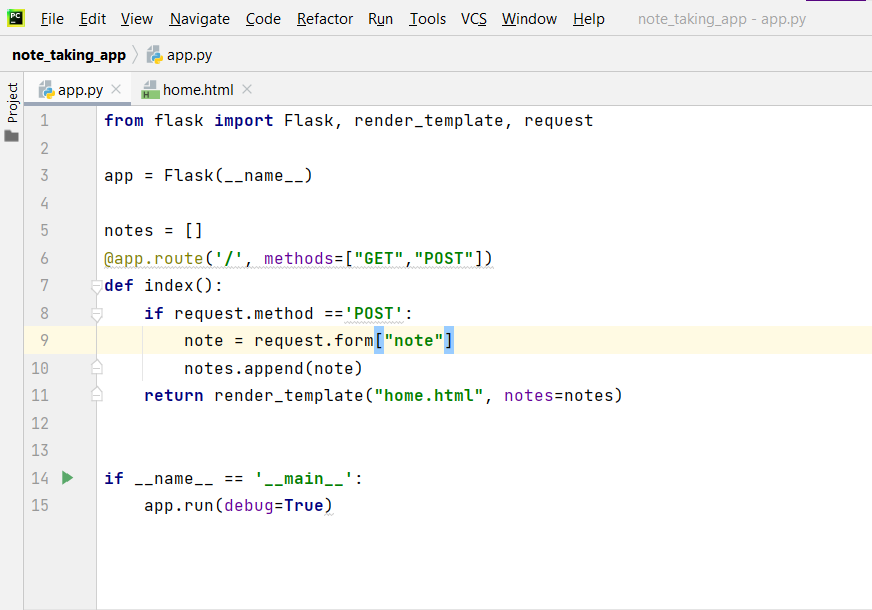 PC File Edit View Navigate Code Refactor Run Tools VCS Window Help note_taking_app - app.py
note_taking_app app.py
Project
app.py home.html
1 from flask import Flask, render_template, request
2
3 app = Flask(__name__)
4
5 notes = []
6 @app.route('/', methods=["GET","POST"])
7 def index():
8 if request.method =='POST':
9 note = request.form["note"]
10 notes.append(note)
11 return render_template("home.html", notes=notes)
12
13
14 if __name__ == '__main__':
15 app.run(debug=True)